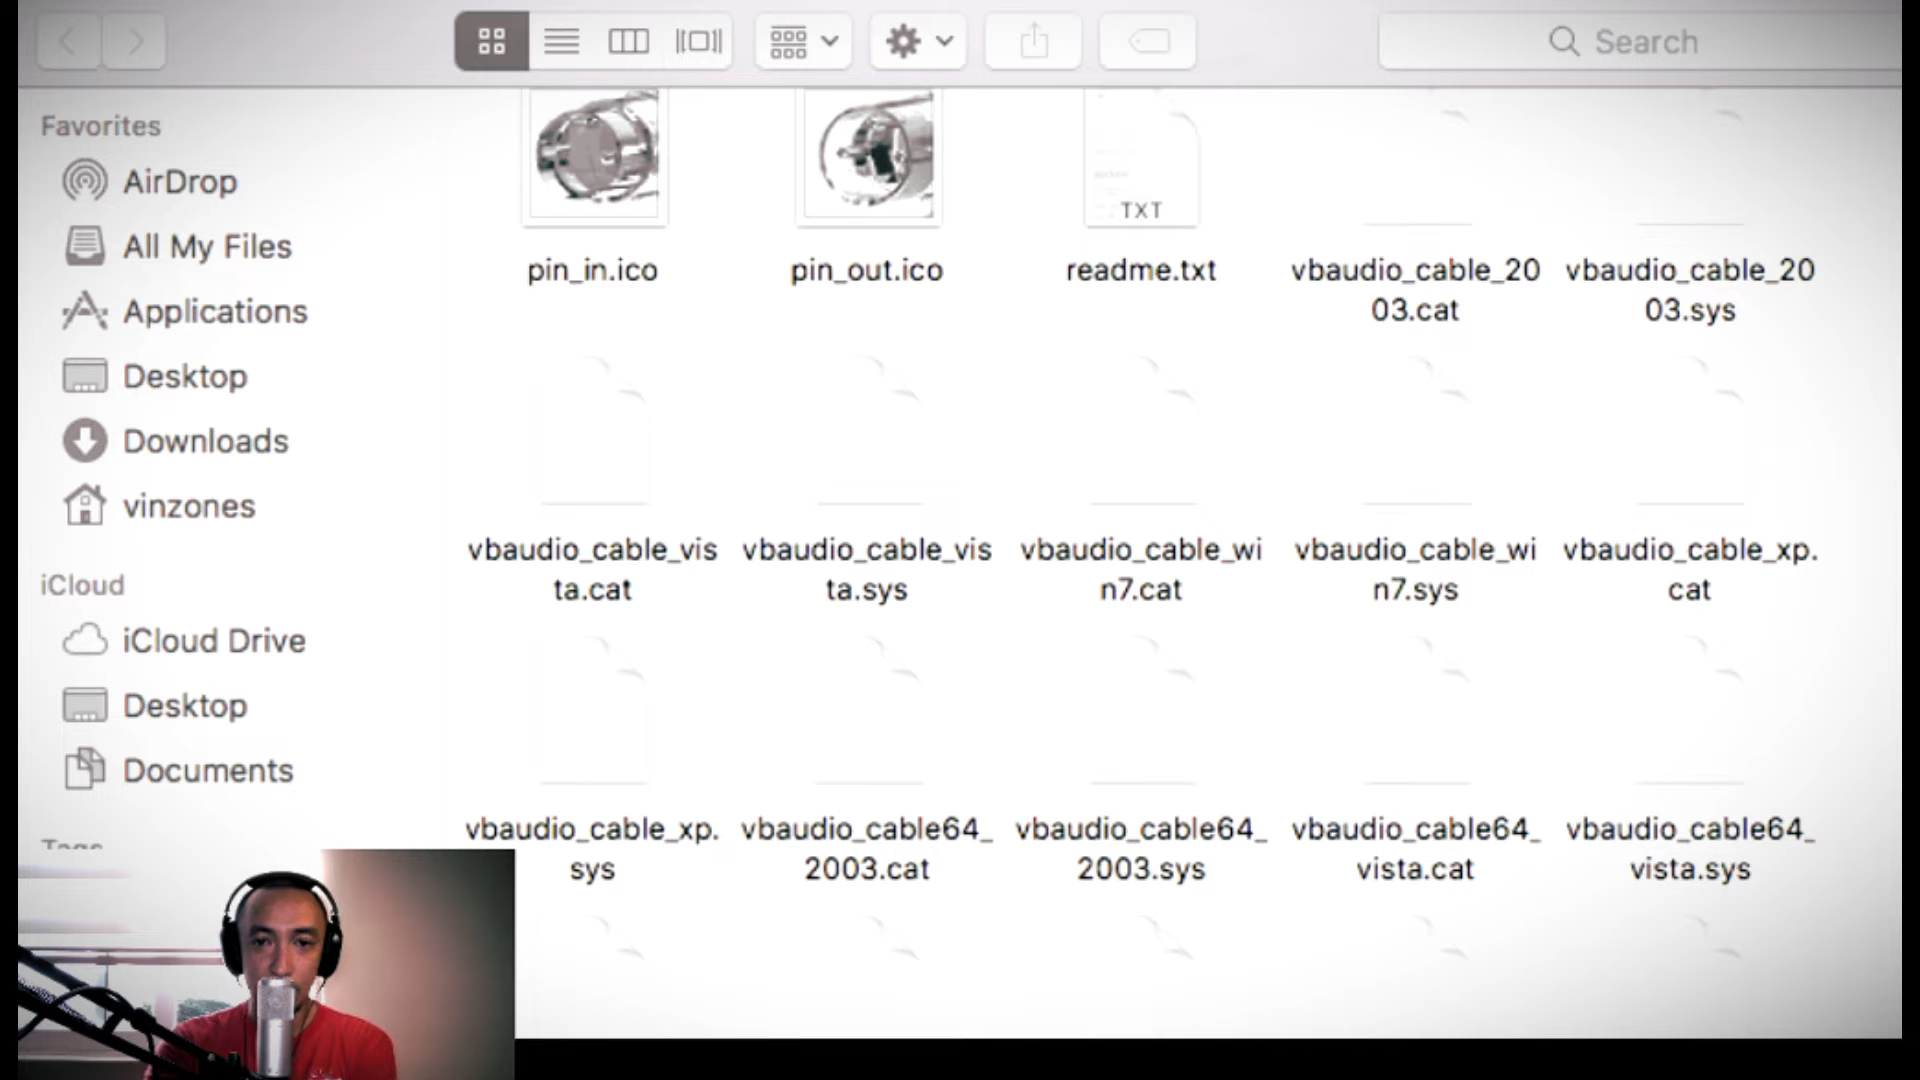 Search
Favorites
AirDrop
All My Files
Applications
Desktop
Downloads
vinzones
iCloud
iCloud Drive
Desktop
Documents
Tags
TXT
pin_in.ico
pin_out.ico
readme.txt
vbaudio_cable_20
03.cat
vbaudio_cable_20
03.sys
vbaudio_cable_vis
ta.cat
vbaudio_cable_vis
ta.sys
vbaudio_cable_wi
n7.cat
vbaudio_cable_wi
n7.sys
vbaudio_cable_xp.
cat
vbaudio_cable_xp.
sys
vbaudio_cable64_
2003.cat
vbaudio_cable64_
2003.sys
vbaudio_cable64_
vista.cat
vbaudio_cable64_
vista.sys